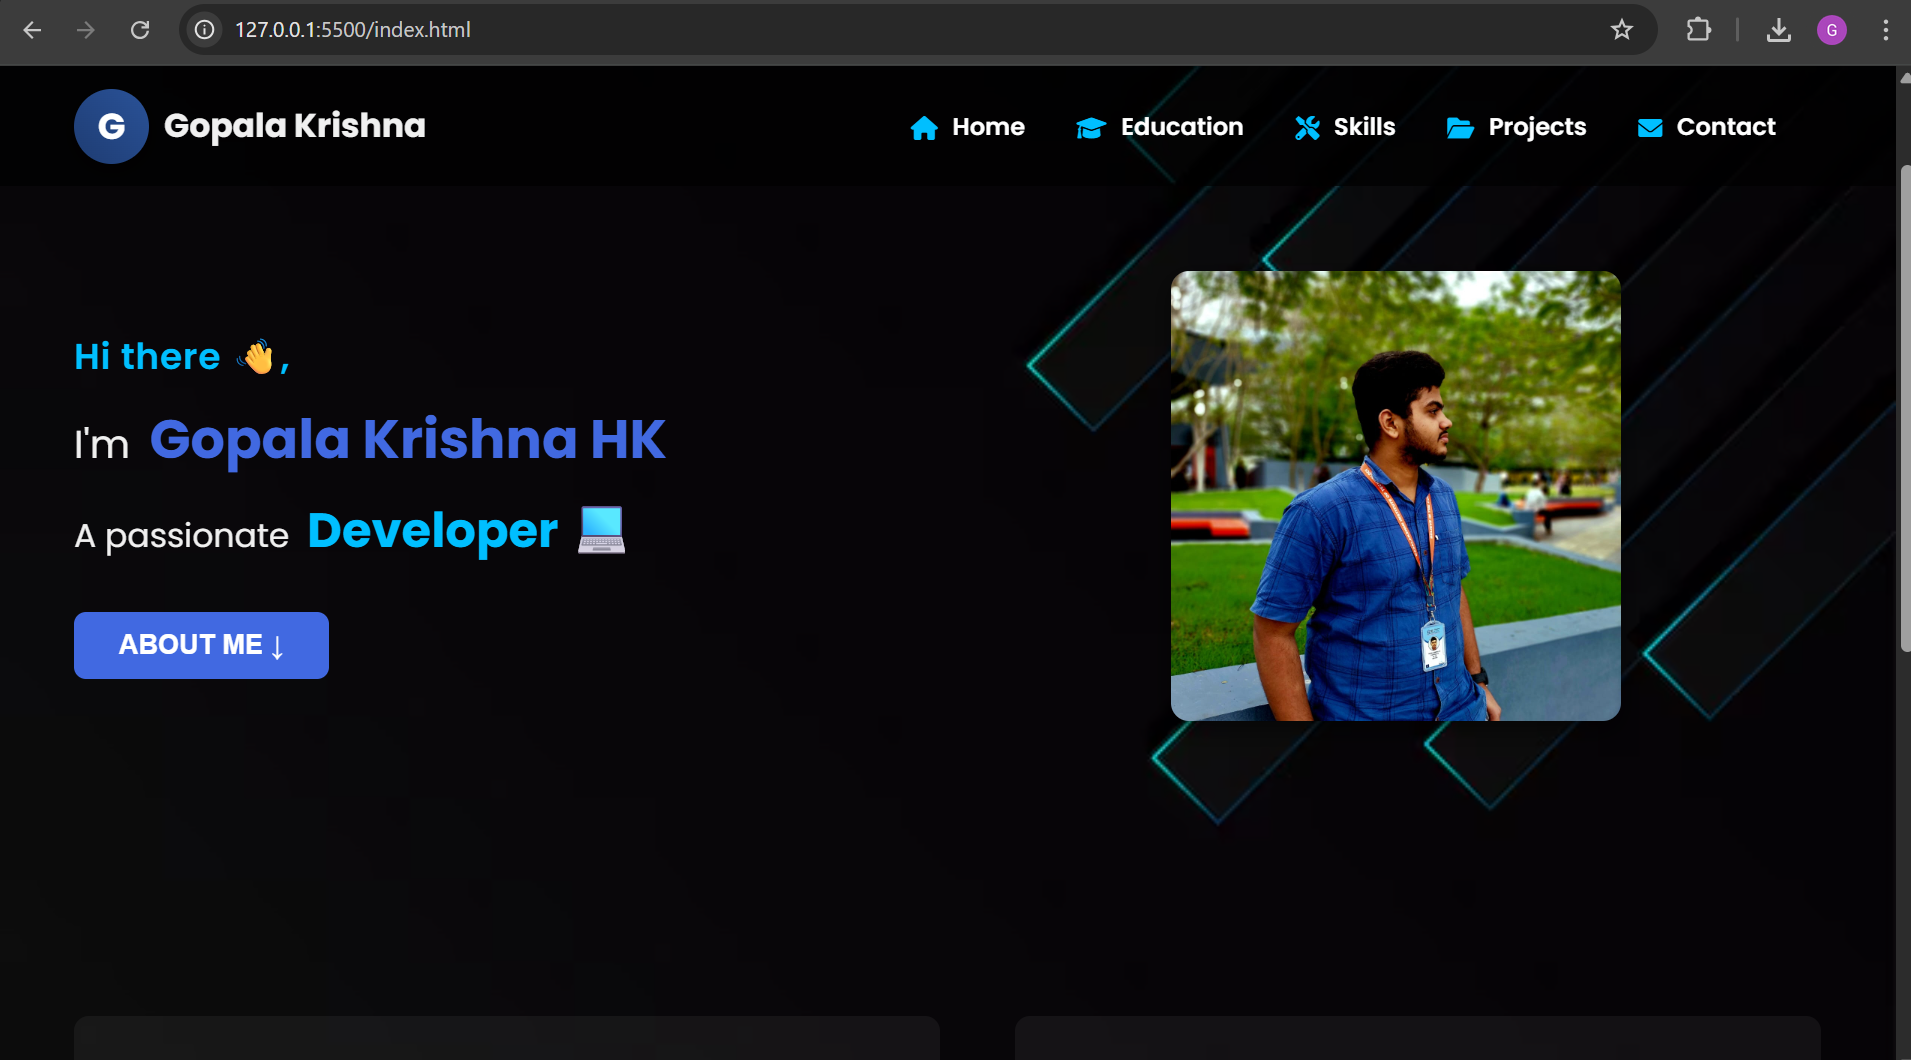 127.0.0.1:5500/index.html
G
G
Gopala Krishna
Home
Education
Skills
Projects
Contact
Hi there 👋,
I'm Gopala Krishna HK
A passionate Developer 💻
ABOUT ME ↓